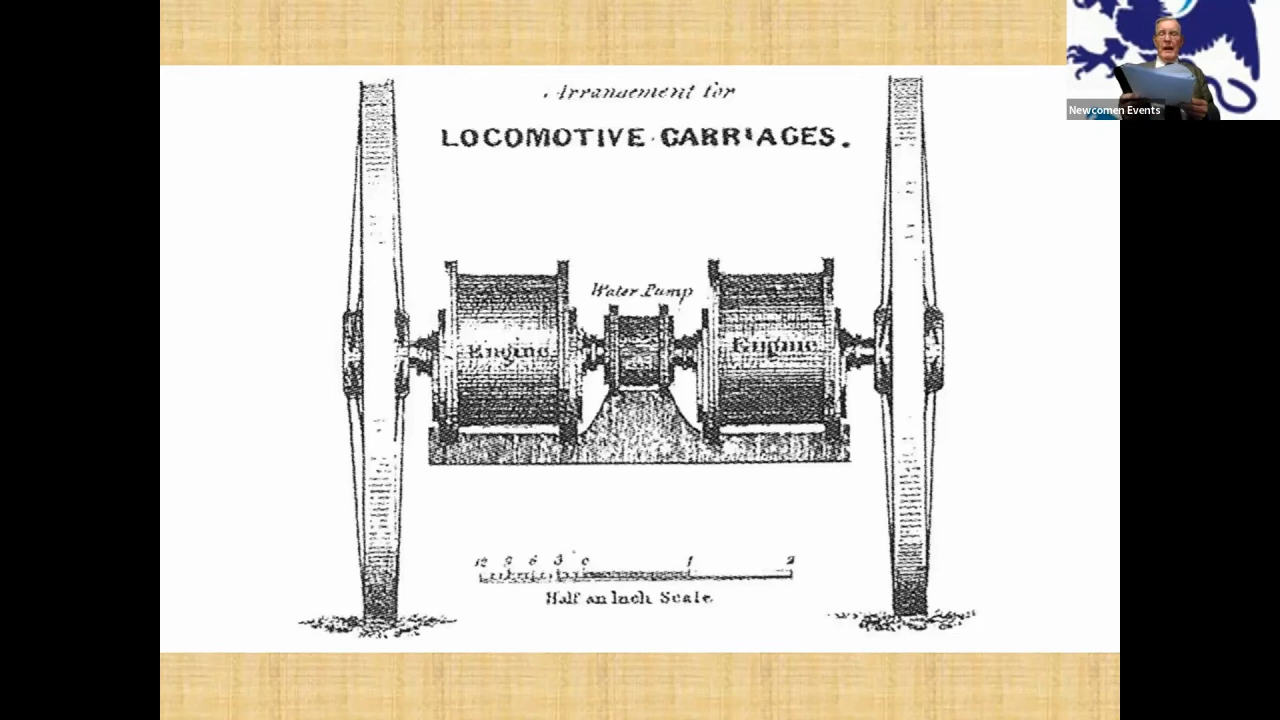 Arrangement for
LOCOMOTIVE CARRIAGES.
Water Pump
Engine
Engine
12 9 6 3 0 1 2
Half an Inch Scale.
Newcomen Events